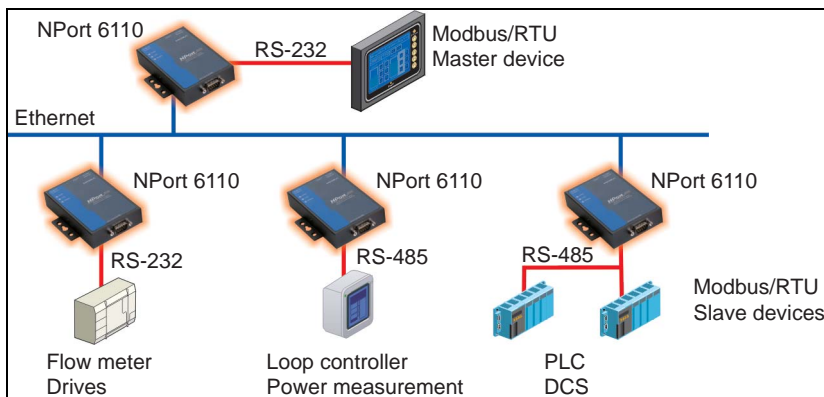 NPort 6110
RS-232
Modbus/RTU
Master device
Ethernet
NPort 6110
NPort 6110
NPort 6110
RS-232
RS-485
RS-485
Modbus/RTU
Slave devices
Flow meter
Drives
Loop controller
Power measurement
PLC
DCS